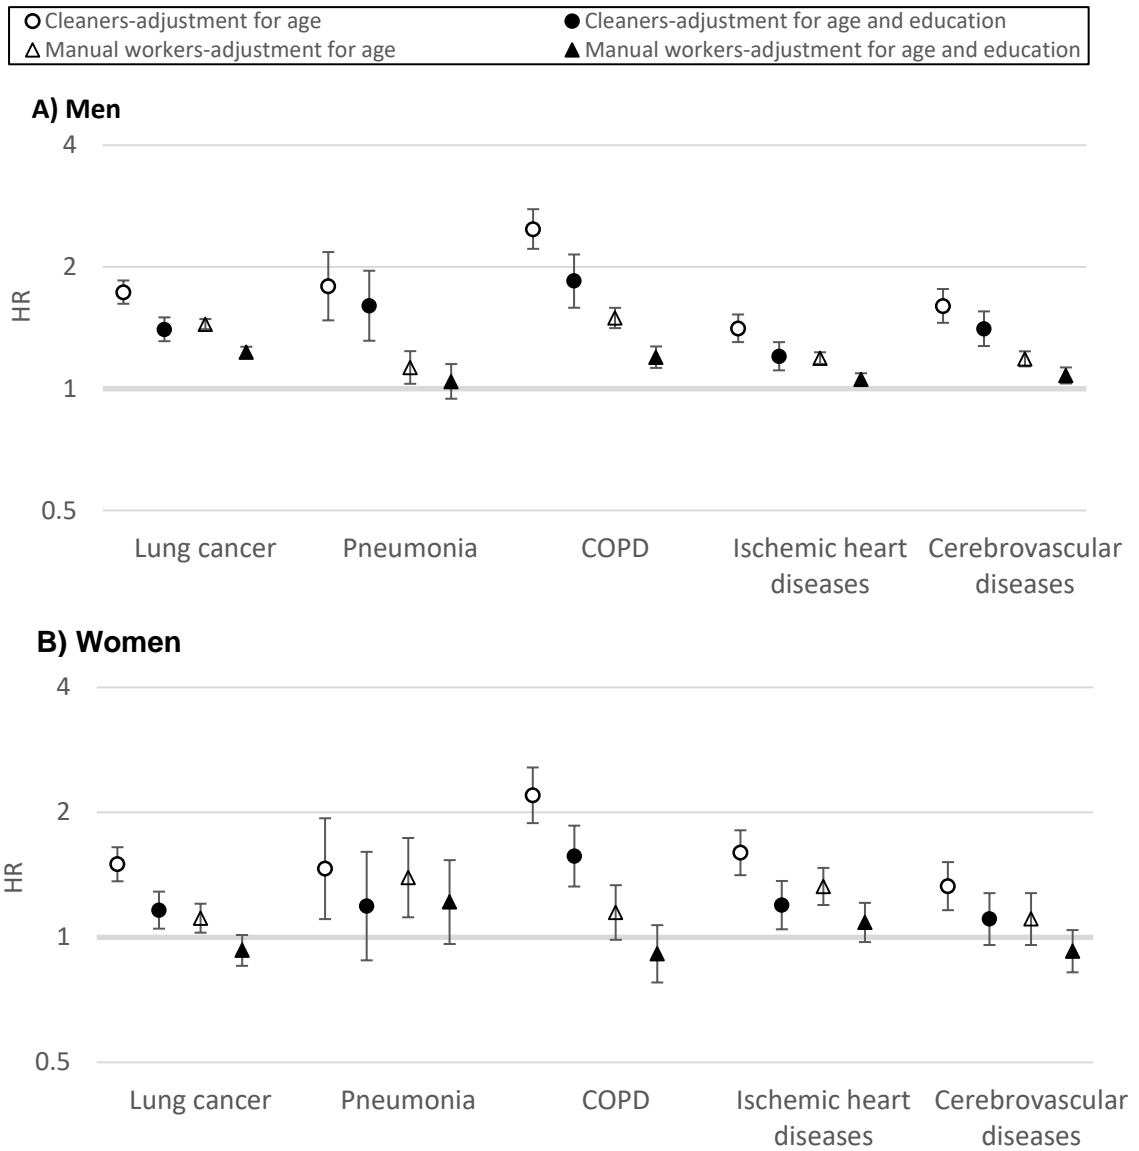 Cleaners-adjustment for age
Cleaners-adjustment for age and education
Manual workers-adjustment for age
Manual workers-adjustment for age and education
A) Men
4
2
1
0.5
HR
Lung cancer
Pneumonia
COPD
Ischemic heart
diseases
Cerebrovascular
diseases
B) Women
4
2
1
0.5
HR
Lung cancer
Pneumonia
COPD
Ischemic heart
diseases
Cerebrovascular
diseases